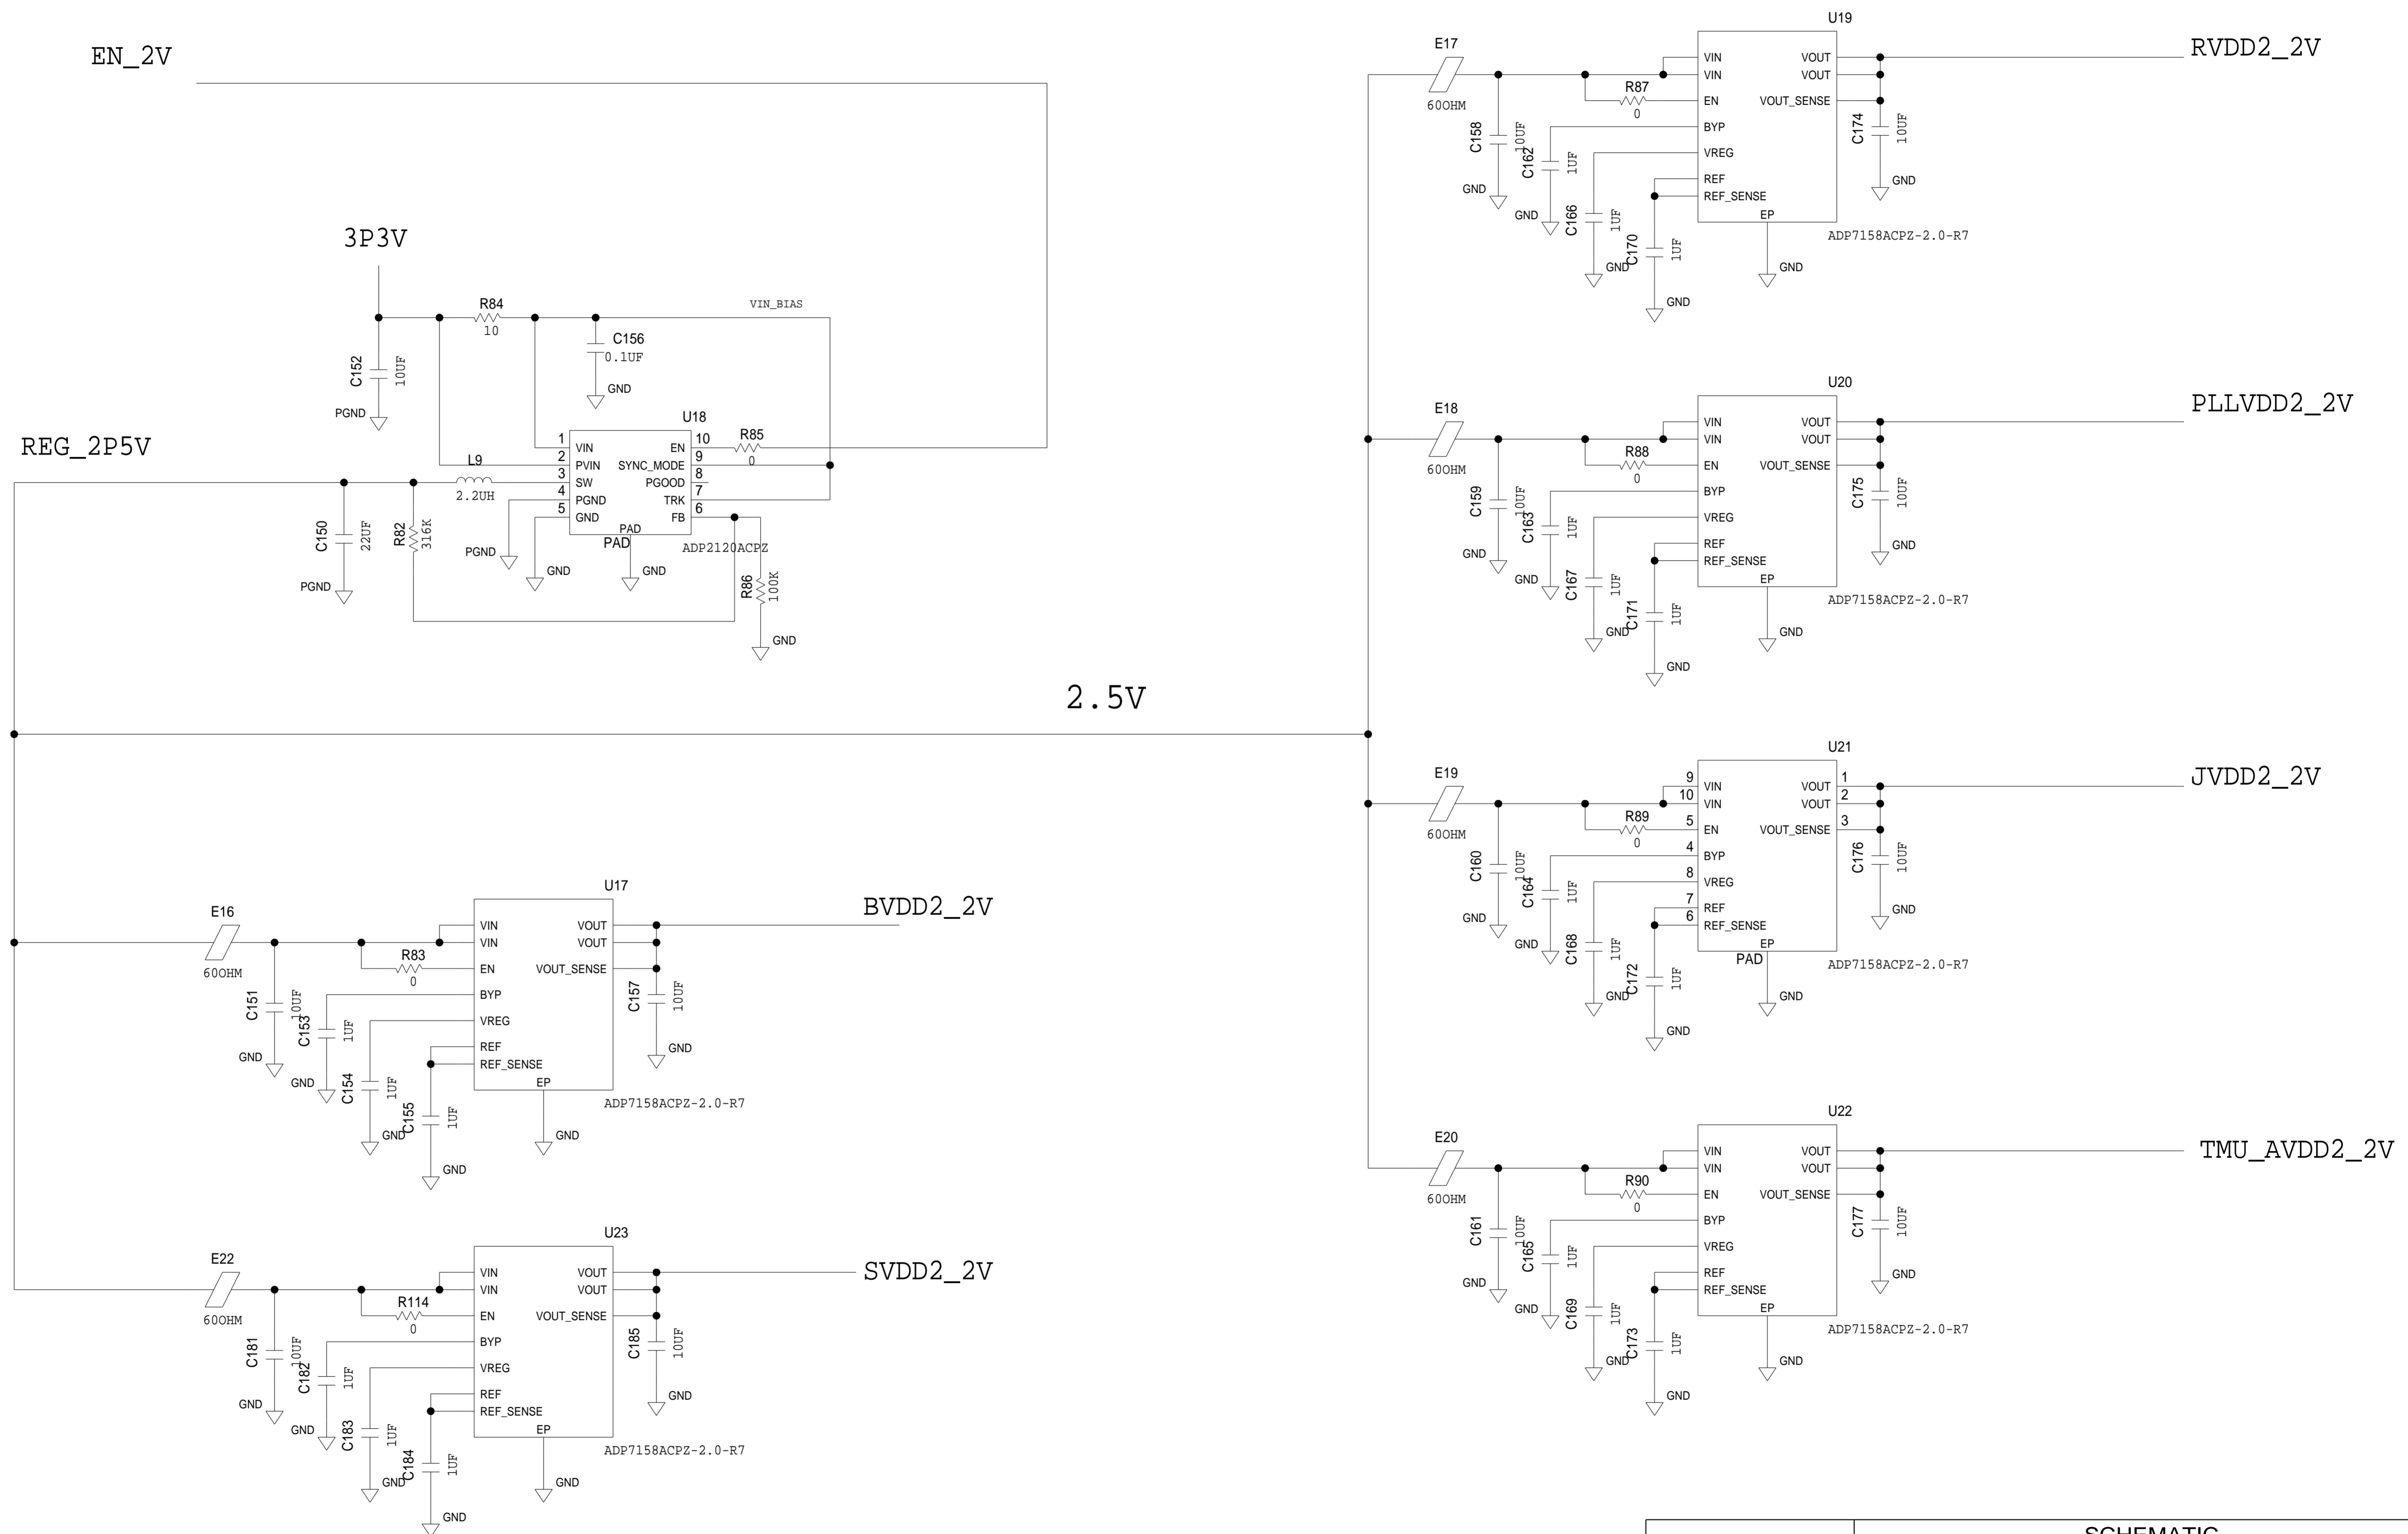 EN_2V
3P3V
R84
10
VIN_BIAS
C156
0.1UF
GND
C152
10UF
PGND
U18
REG_2P5V
L9
2.2UH
C150
22UF
PGND
R82
316K
1 VIN
2 PVIN
3 SW
4 PGND
5 GND
EN 10
SYNC_MODE 9
PGOOD 8
TRK 7
FB 6
PAD
PAD
ADP2120ACPZ
R85
0
PGND
GND
GND
R86
100K
GND
2.5V
E16
60OHM
C151
10UF
GND
C153
1UF
GND
C154
1UF
GND
C155
1UF
GND
R83
0
U17
VIN
VIN
EN
BYP
VREG
REF
REF_SENSE
VOUT
VOUT
VOUT_SENSE
EP
GND
ADP7158ACPZ-2.0-R7
C157
10UF
GND
BVDD2_2V
E22
60OHM
C181
10UF
GND
C182
1UF
GND
C183
1UF
GND
C184
1UF
GND
R114
0
U23
VIN
VIN
EN
BYP
VREG
REF
REF_SENSE
VOUT
VOUT
VOUT_SENSE
EP
GND
ADP7158ACPZ-2.0-R7
C185
10UF
GND
SVDD2_2V
E17
60OHM
C158
10UF
GND
C162
1UF
GND
C166
1UF
GND
C170
1UF
GND
R87
0
U19
VIN
VIN
EN
BYP
VREG
REF
REF_SENSE
VOUT
VOUT
VOUT_SENSE
EP
GND
ADP7158ACPZ-2.0-R7
C174
10UF
GND
RVDD2_2V
E18
60OHM
C159
10UF
GND
C163
1UF
GND
C167
1UF
GND
C171
1UF
GND
R88
0
U20
VIN
VIN
EN
BYP
VREG
REF
REF_SENSE
VOUT
VOUT
VOUT_SENSE
EP
GND
ADP7158ACPZ-2.0-R7
C175
10UF
GND
PLLVDD2_2V
E19
60OHM
C160
10UF
GND
C164
1UF
GND
C168
1UF
GND
C172
1UF
GND
R89
0
U21
9 VIN
10 VIN
5 EN
4 BYP
8 VREG
7 REF
6 REF_SENSE
VOUT 1
VOUT 2
VOUT_SENSE 3
EP
PAD
GND
ADP7158ACPZ-2.0-R7
C176
10UF
GND
JVDD2_2V
E20
60OHM
C161
10UF
GND
C165
1UF
GND
C169
1UF
GND
C173
1UF
GND
R90
0
U22
VIN
VIN
EN
BYP
VREG
REF
REF_SENSE
VOUT
VOUT
VOUT_SENSE
EP
GND
ADP7158ACPZ-2.0-R7
C177
10UF
GND
TMU_AVDD2_2V
SCHEMATIC